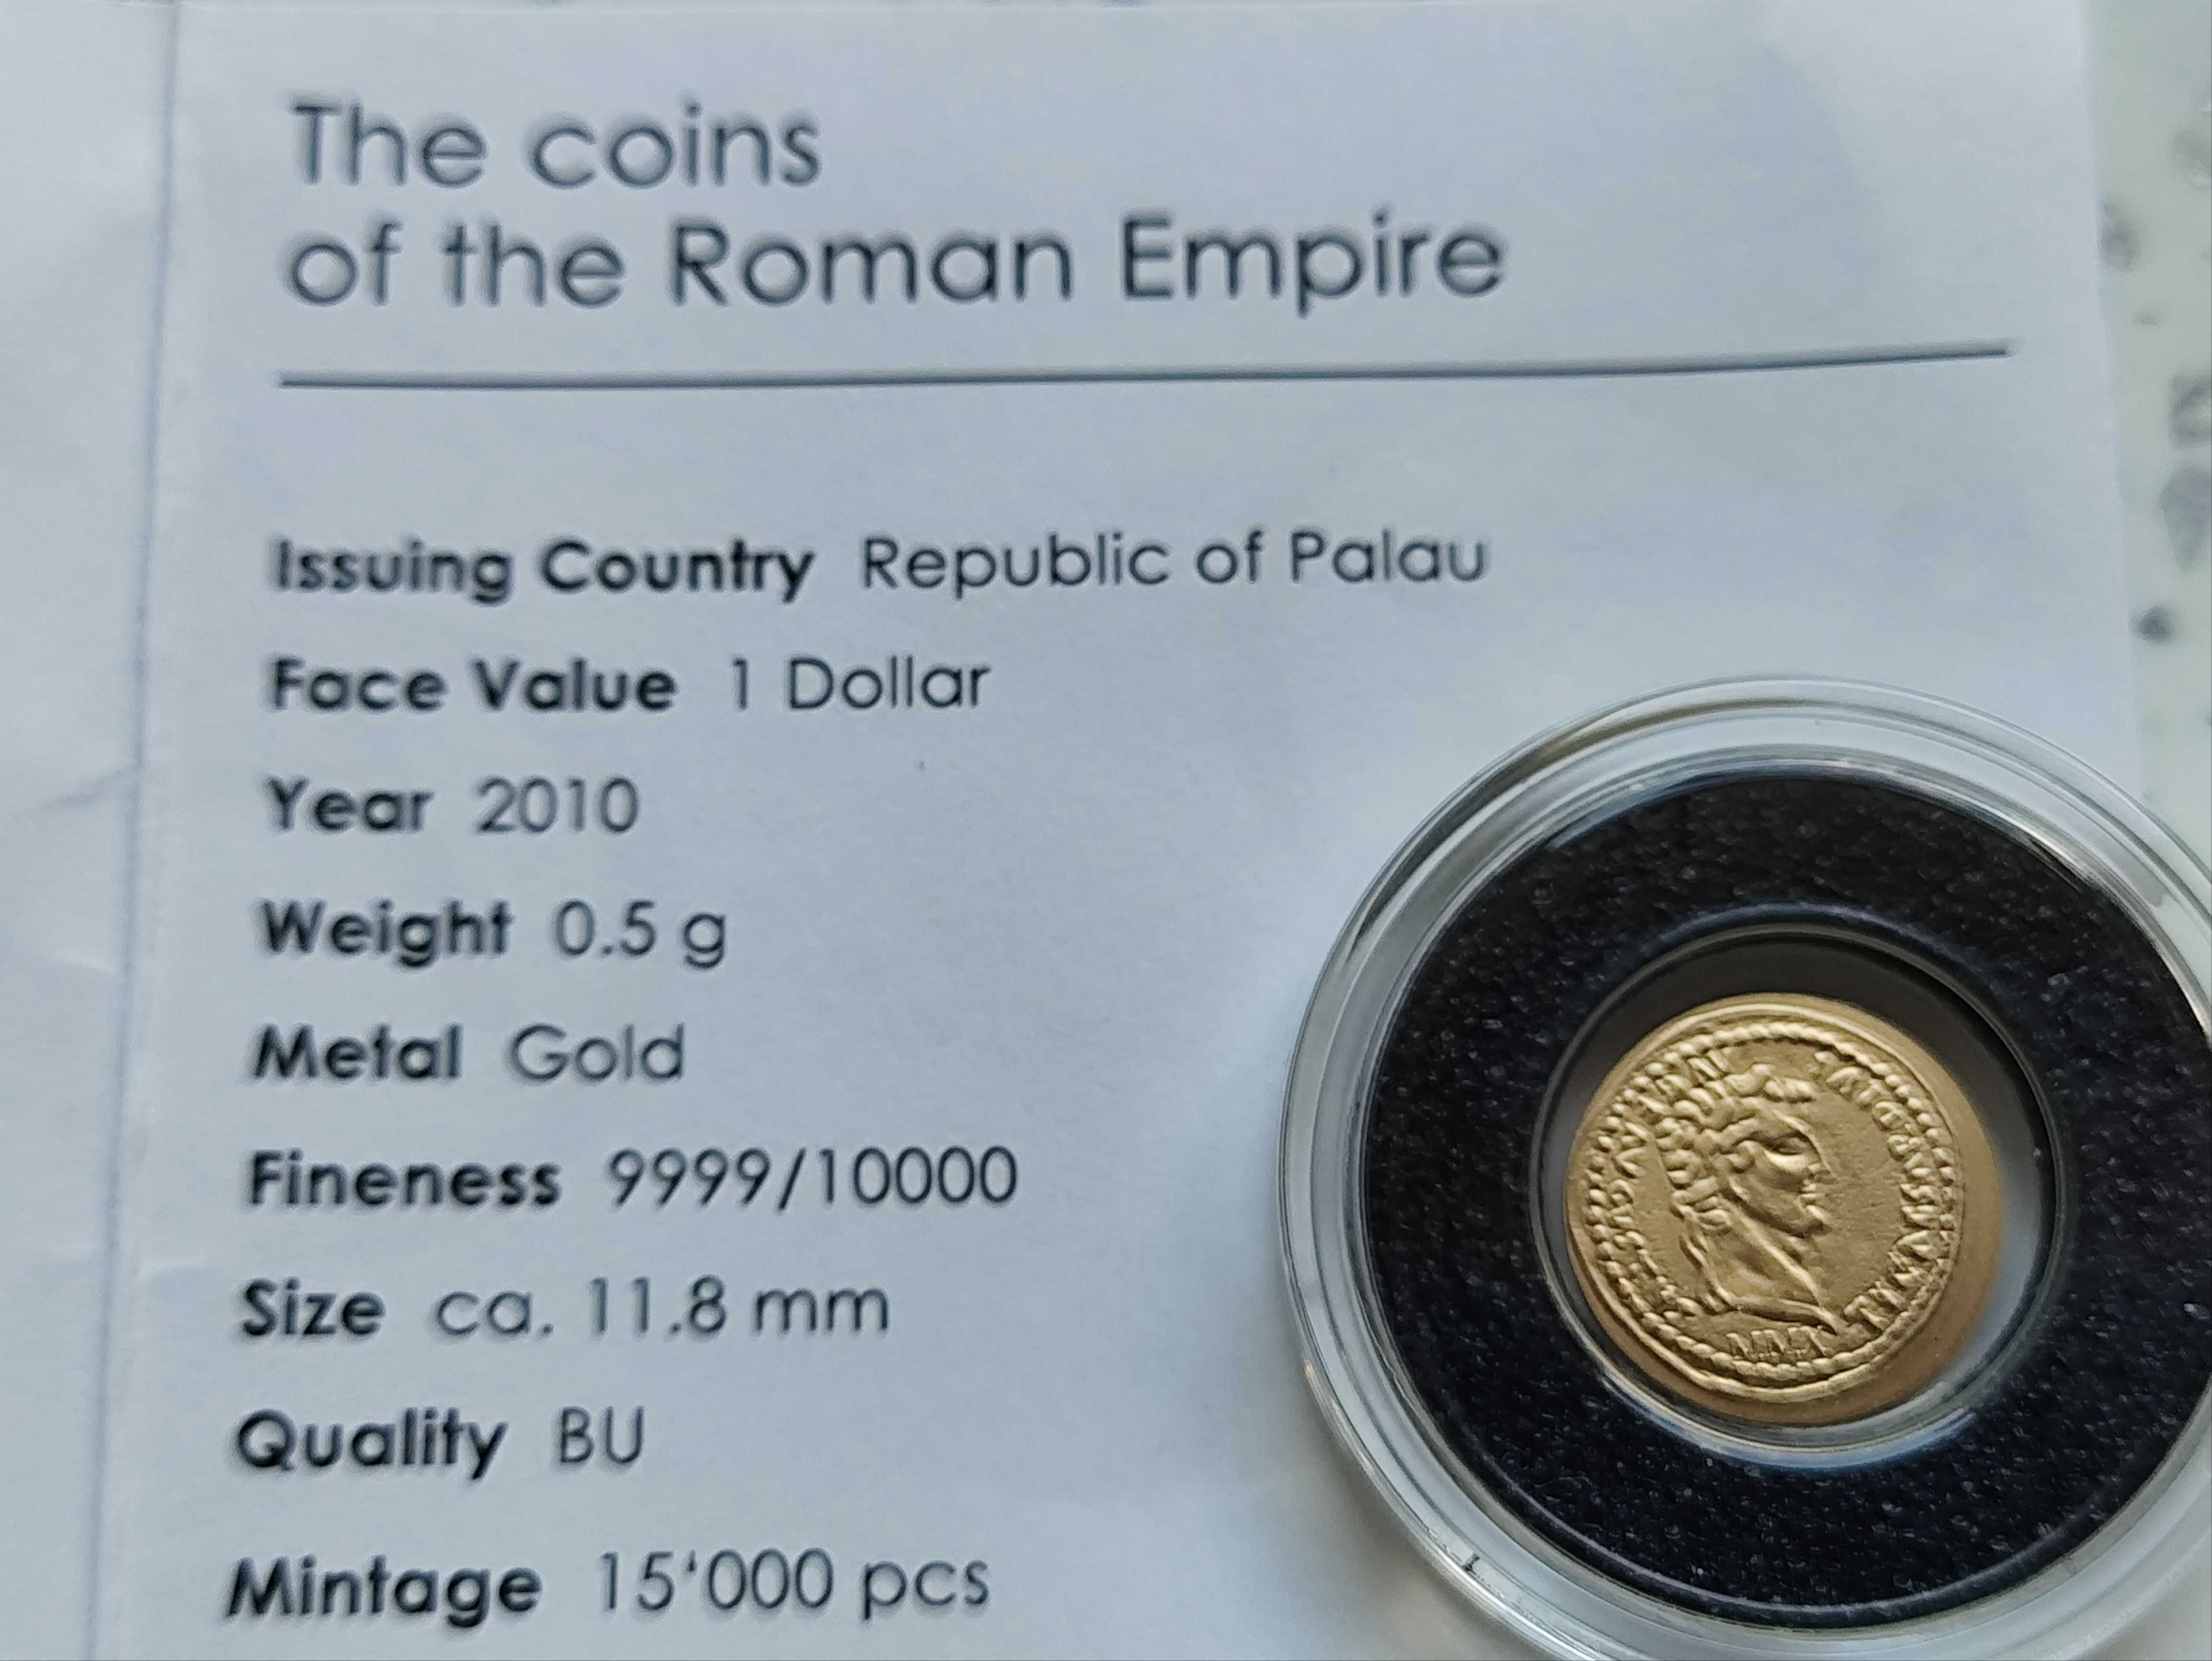 The coins
of the Roman Empire
Issuing Country Republic of Palau
Face Value 1 Dollar
Year 2010
Weight 0.5 g
Metal Gold
Fineness 9999/10000
Size ca. 11.8 mm
Quality BU
Mintage 15‘000 pcs
MMX